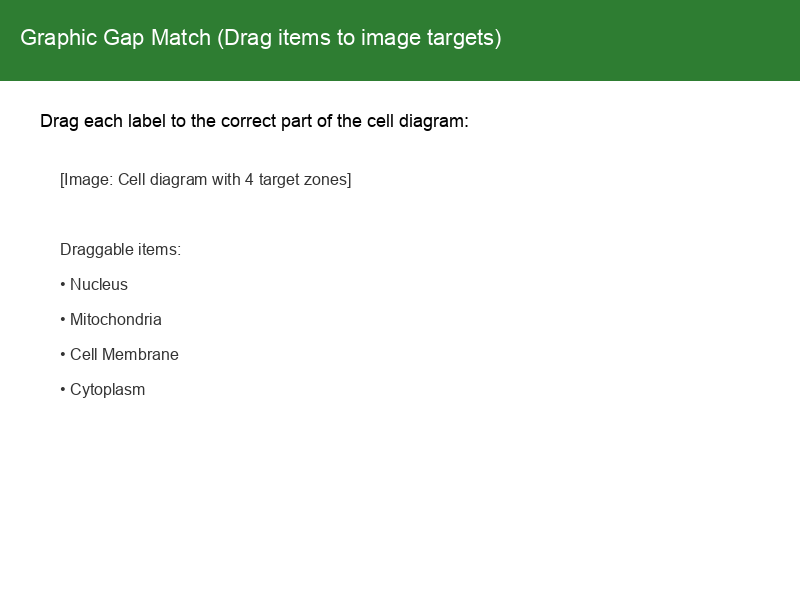 Graphic Gap Match (Drag items to image targets)
Drag each label to the correct part of the cell diagram:
[Image: Cell diagram with 4 target zones]
Draggable items:
• Nucleus
• Mitochondria
• Cell Membrane
• Cytoplasm